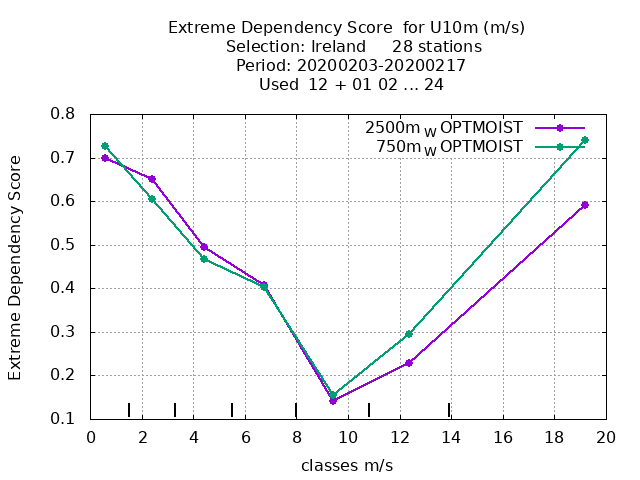 Extreme Dependency Score  for U10m (m/s)
Selection: Ireland     28 stations
Period: 20200203-20200217
Used  12 + 01 02 ... 24
2500m W OPTMOIST
750m W OPTMOIST
Extreme Dependency Score
0.8
0.7
0.6
0.5
0.4
0.3
0.2
0.1
0 2 4 6 8 10 12 14 16 18 20
classes m/s